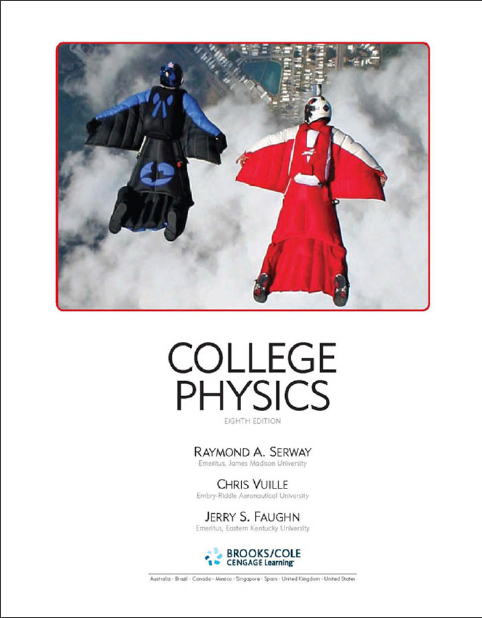 COLLEGE
PHYSICS
EIGHTH EDITION
RAYMOND A. SERWAY
Emeritus, James Madison University
CHRIS VUILLE
Embry-Riddle Aeronautical University
JERRY S. FAUGHN
Emeritus, Eastern Kentucky University
BROOKS/COLE
CENGAGE Learning™
Australia · Brazil · Canada · Mexico · Singapore · Spain · United Kingdom · United States